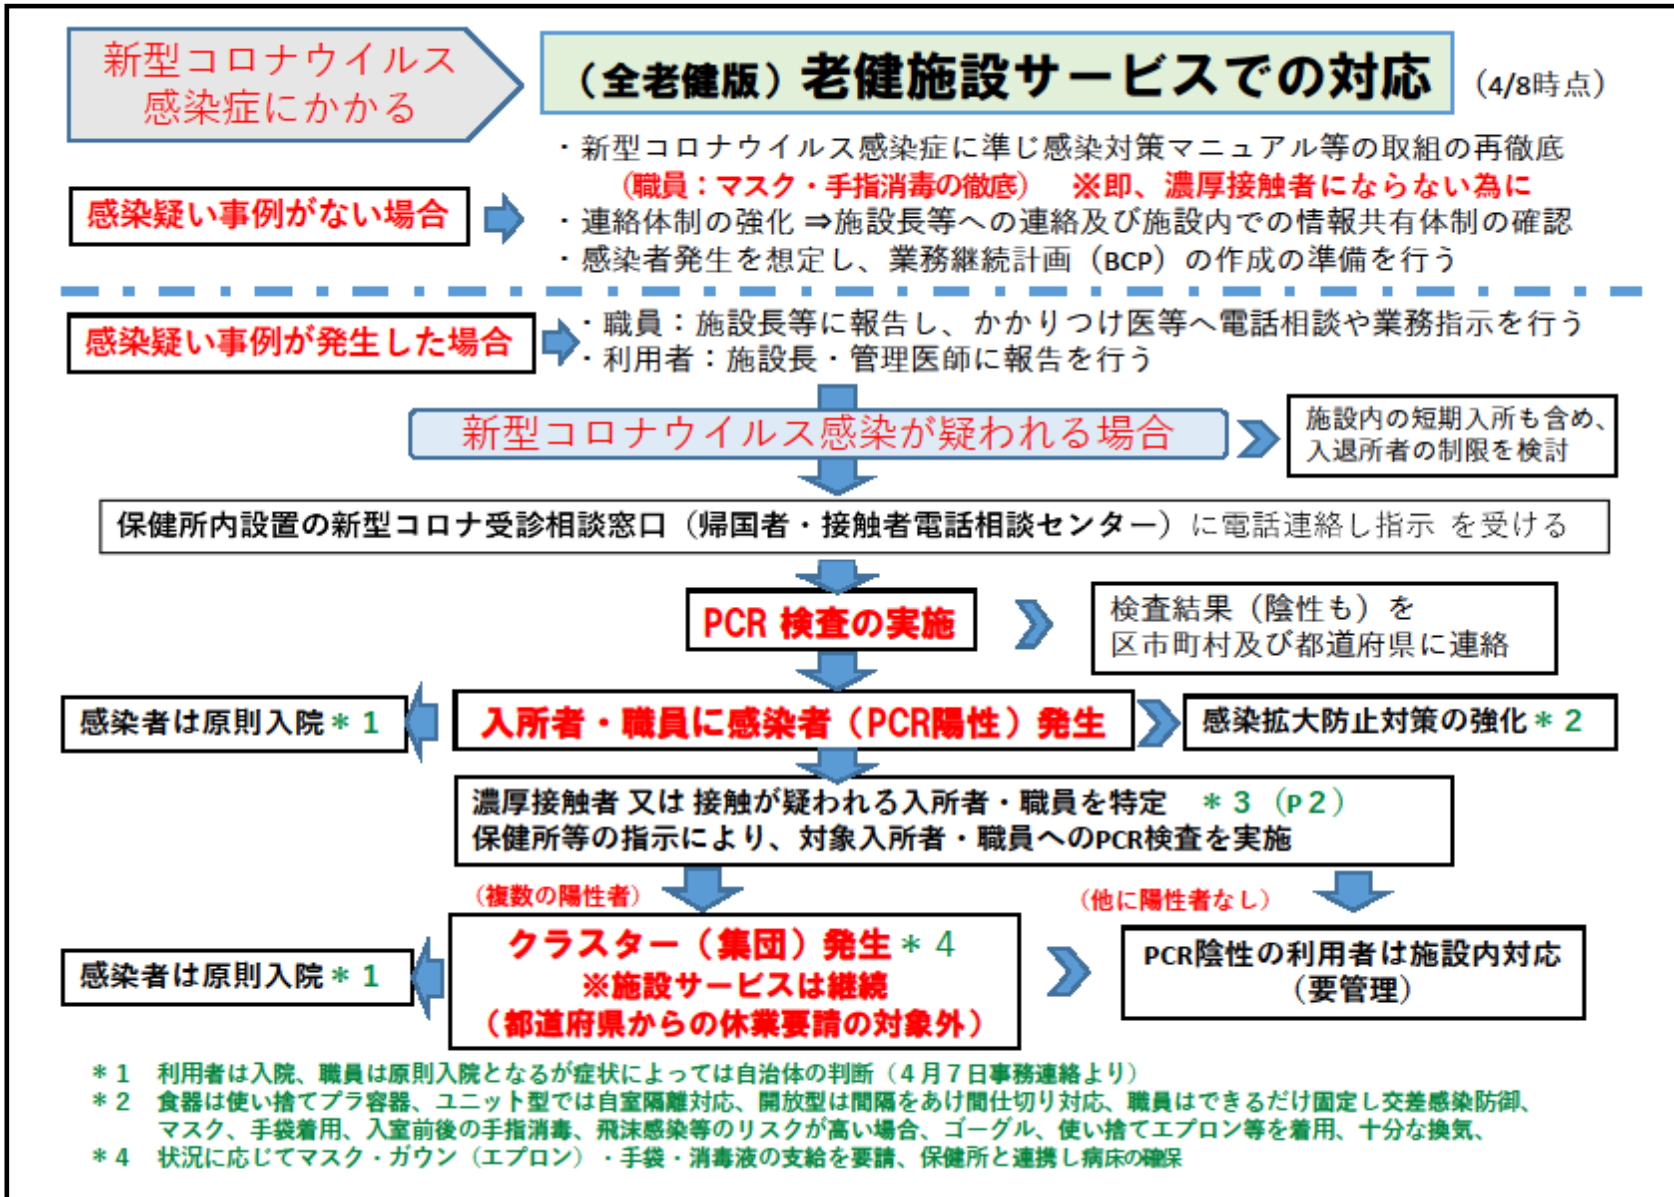 新型コロナウイルス
感染症にかかる
（全老健版）老健施設サービスでの対応 (4/8時点)
・新型コロナウイルス感染症に準じ感染対策マニュアル等の取組の再徹底
（職員：マスク・手指消毒の徹底） ※即、濃厚接触者にならない為に
感染疑い事例がない場合
・連絡体制の強化 ⇒施設長等への連絡及び施設内での情報共有体制の確認
・感染者発生を想定し、業務継続計画（BCP）の作成の準備を行う
感染疑い事例が発生した場合
・職員：施設長等に報告し、かかりつけ医等へ電話相談や業務指示を行う
・利用者：施設長・管理医師に報告を行う
新型コロナウイルス感染が疑われる場合
施設内の短期入所も含め、
入退所者の制限を検討
保健所内設置の新型コロナ受診相談窓口（帰国者・接触者電話相談センター）に電話連絡し指示 を受ける
PCR 検査の実施
検査結果（陰性も）を
区市町村及び都道府県に連絡
感染者は原則入院＊１
入所者・職員に感染者（PCR陽性）発生
感染拡大防止対策の強化＊２
濃厚接触者 又は 接触が疑われる入所者・職員を特定 ＊３（P２）
保健所等の指示により、対象入所者・職員へのPCR検査を実施
（複数の陽性者）
（他に陽性者なし）
感染者は原則入院＊１
クラスター（集団）発生＊４
※施設サービスは継続
（都道府県からの休業要請の対象外）
PCR陰性の利用者は施設内対応
（要管理）
＊１ 利用者は入院、職員は原則入院となるが症状によっては自治体の判断（４月７日事務連絡より）
＊２ 食器は使い捨てプラ容器、ユニット型では自室隔離対応、開放型は間隔をあけ間仕切り対応、職員はできるだけ固定し交差感染防御、
マスク、手袋着用、入室前後の手指消毒、飛沫感染等のリスクが高い場合、ゴーグル、使い捨てエプロン等を着用、十分な換気、
＊４ 状況に応じてマスク・ガウン（エプロン）・手袋・消毒液の支給を要請、保健所と連携し病床の確保